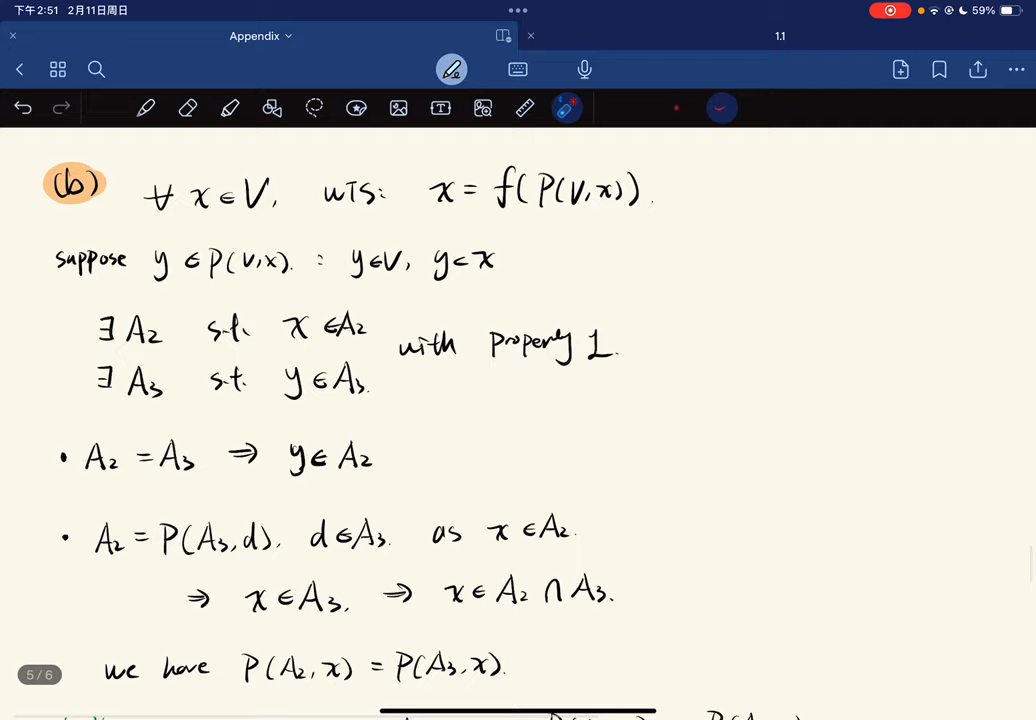 下午2:51 2月11日周日
59%
Appendix
1.1
(b) ∀ x ∈ V, WTS: x = f(P(V,x)).
suppose y ∈ P(V,x). : y ∈ V, y < x
∃ A₂ s.t. x ∈ A₂
with property 1.
∃ A₃ s.t. y ∈ A₃.
• A₂ = A₃ ⇒ y ∈ A₂
• A₂ = P(A₃,d), d ∈ A₃. as x ∈ A₂.
⇒ x ∈ A₃, ⇒ x ∈ A₂ ∩ A₃.
5/6
we have P(A₂,x) = P(A₃,x).